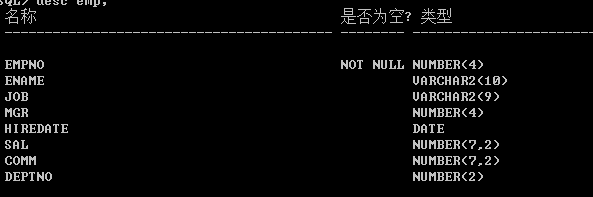 SQL> desc emp;
名称 是否为空? 类型
----------------------------------------- -------- ----------------------------
EMPNO NOT NULL NUMBER(4)
ENAME VARCHAR2(10)
JOB VARCHAR2(9)
MGR NUMBER(4)
HIREDATE DATE
SAL NUMBER(7,2)
COMM NUMBER(7,2)
DEPTNO NUMBER(2)